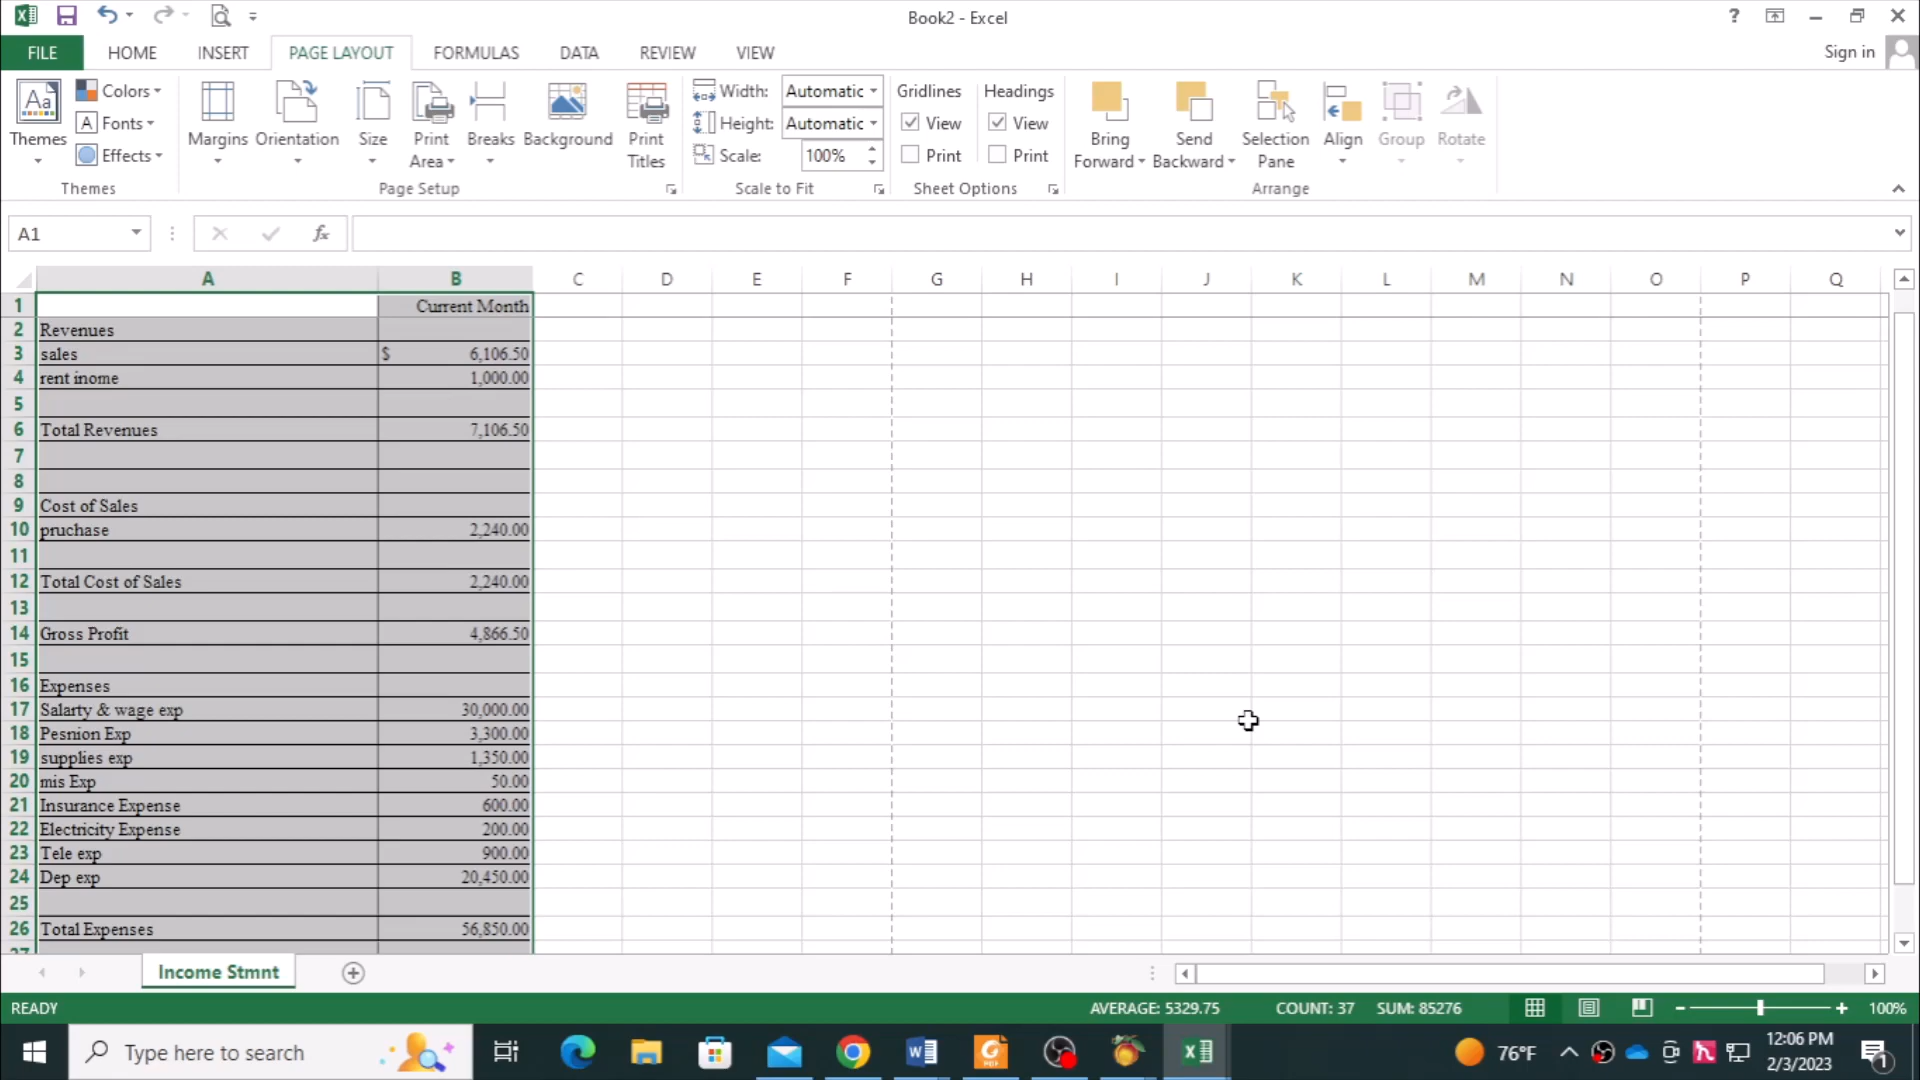 Book2 - Excel
?
FILE HOME INSERT PAGE LAYOUT FORMULAS DATA REVIEW VIEW Sign in
Aa Themes
Colors
A Fonts
Effects
Themes
Margins Orientation Size Print Area Breaks Background Print Titles
Page Setup
Width: Automatic
Height: Automatic
Scale: 100%
Scale to Fit
Gridlines Headings
View View
Print Print
Sheet Options
Bring Forward Send Backward Selection Pane Align Group Rotate
Arrange
A1 fx
A B C D E F G H I J K L M N O P Q
1 Current Month
2 Revenues
3 sales $ 6,106.50
4 rent inome 1,000.00
5
6 Total Revenues 7,106.50
7
8
9 Cost of Sales
10 pruchase 2,240.00
11
12 Total Cost of Sales 2,240.00
13
14 Gross Profit 4,866.50
15
16 Expenses
17 Salarty & wage exp 30,000.00
18 Pesnion Exp 3,300.00
19 supplies exp 1,350.00
20 mis Exp 50.00
21 Insurance Expense 600.00
22 Electricity Expense 200.00
23 Tele exp 900.00
24 Dep exp 20,450.00
25
26 Total Expenses 56,850.00
27
Income Stmnt
READY AVERAGE: 5329.75 COUNT: 37 SUM: 85276 100%
Type here to search 76°F 12:06 PM
2/3/2023 1